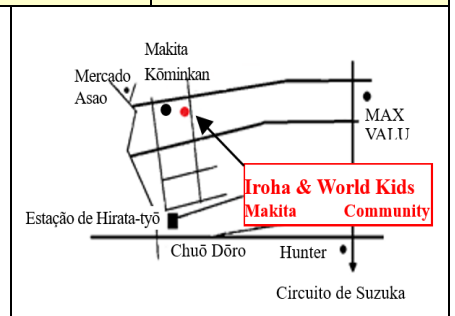 Makita
Kōminkan
Mercado
Asao
MAX
VALU
Iroha & World Kids
Makita Community
Estação de Hirata-tyō
Chuō Dōro
Hunter
Circuito de Suzuka